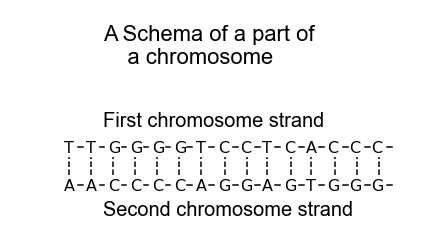 A Schema of a part of
a chromosome
First chromosome strand
T-T-G-G-G-G-T-C-C-T-C-A-C-C-C-
A-A-C-C-C-C-A-G-G-A-G-T-G-G-G-
Second chromosome strand